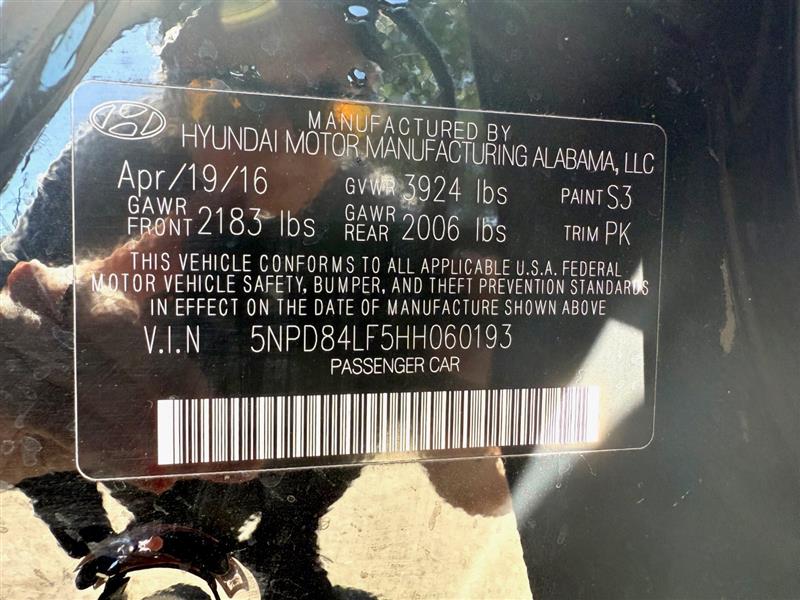 MANUFACTURED BY
HYUNDAI MOTOR MANUFACTURING ALABAMA, LLC
Apr/19/16 GVWR 3924 lbs PAINT S3
GAWR FRONT 2183 lbs GAWR REAR 2006 lbs TRIM PK
THIS VEHICLE CONFORMS TO ALL APPLICABLE U.S.A. FEDERAL
MOTOR VEHICLE SAFETY, BUMPER, AND THEFT PREVENTION STANDARDS
IN EFFECT ON THE DATE OF MANUFACTURE SHOWN ABOVE
V.I.N 5NPD84LF5HH060193
PASSENGER CAR